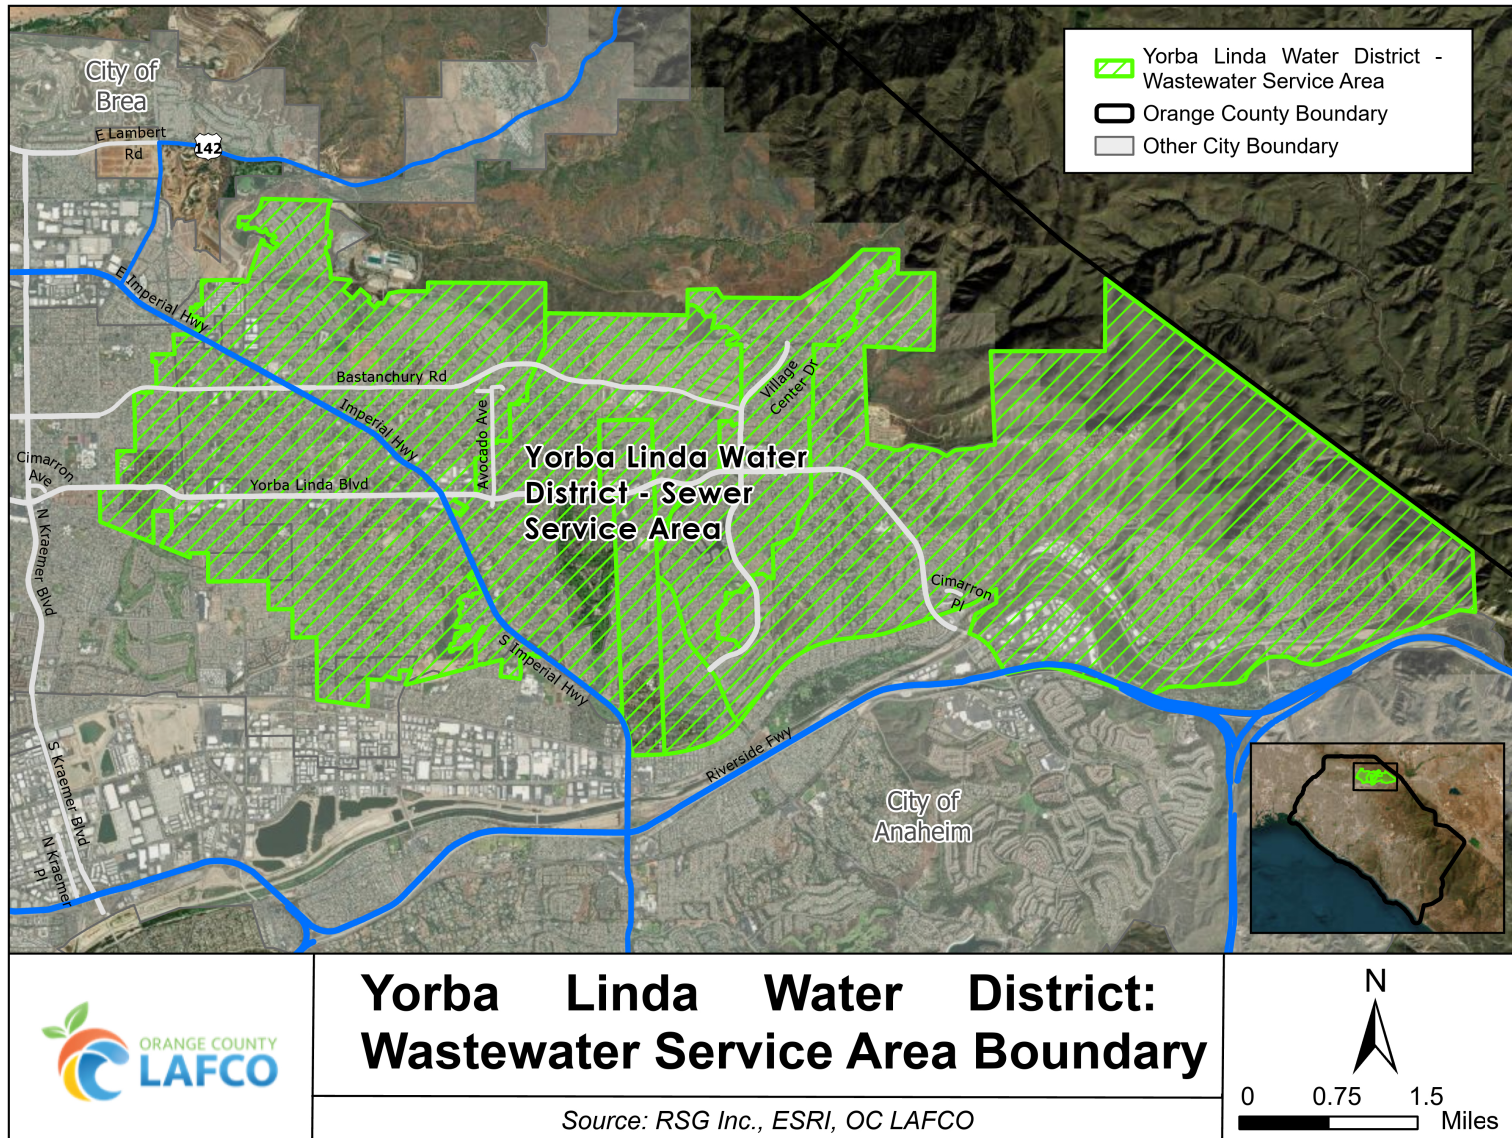 City of
Brea
E Lambert
Rd
142
Yorba Linda Water District -
Wastewater Service Area
Orange County Boundary
Other City Boundary
E Imperial Hwy
Bastanchury Rd
Imperial Hwy
Avocado Ave
Village
Center Dr
Cimarron
Ave
Yorba Linda Blvd
Yorba Linda Water
District - Sewer
Service Area
N Kraemer Blvd
Cimarron
Pl
S Imperial Hwy
Riverside Fwy
S Kraemer Blvd
N Kraemer
Pl
City of
Anaheim
ORANGE COUNTY
LAFCO
Yorba Linda Water District:
Wastewater Service Area Boundary
Source: RSG Inc., ESRI, OC LAFCO
N
0 0.75 1.5
Miles